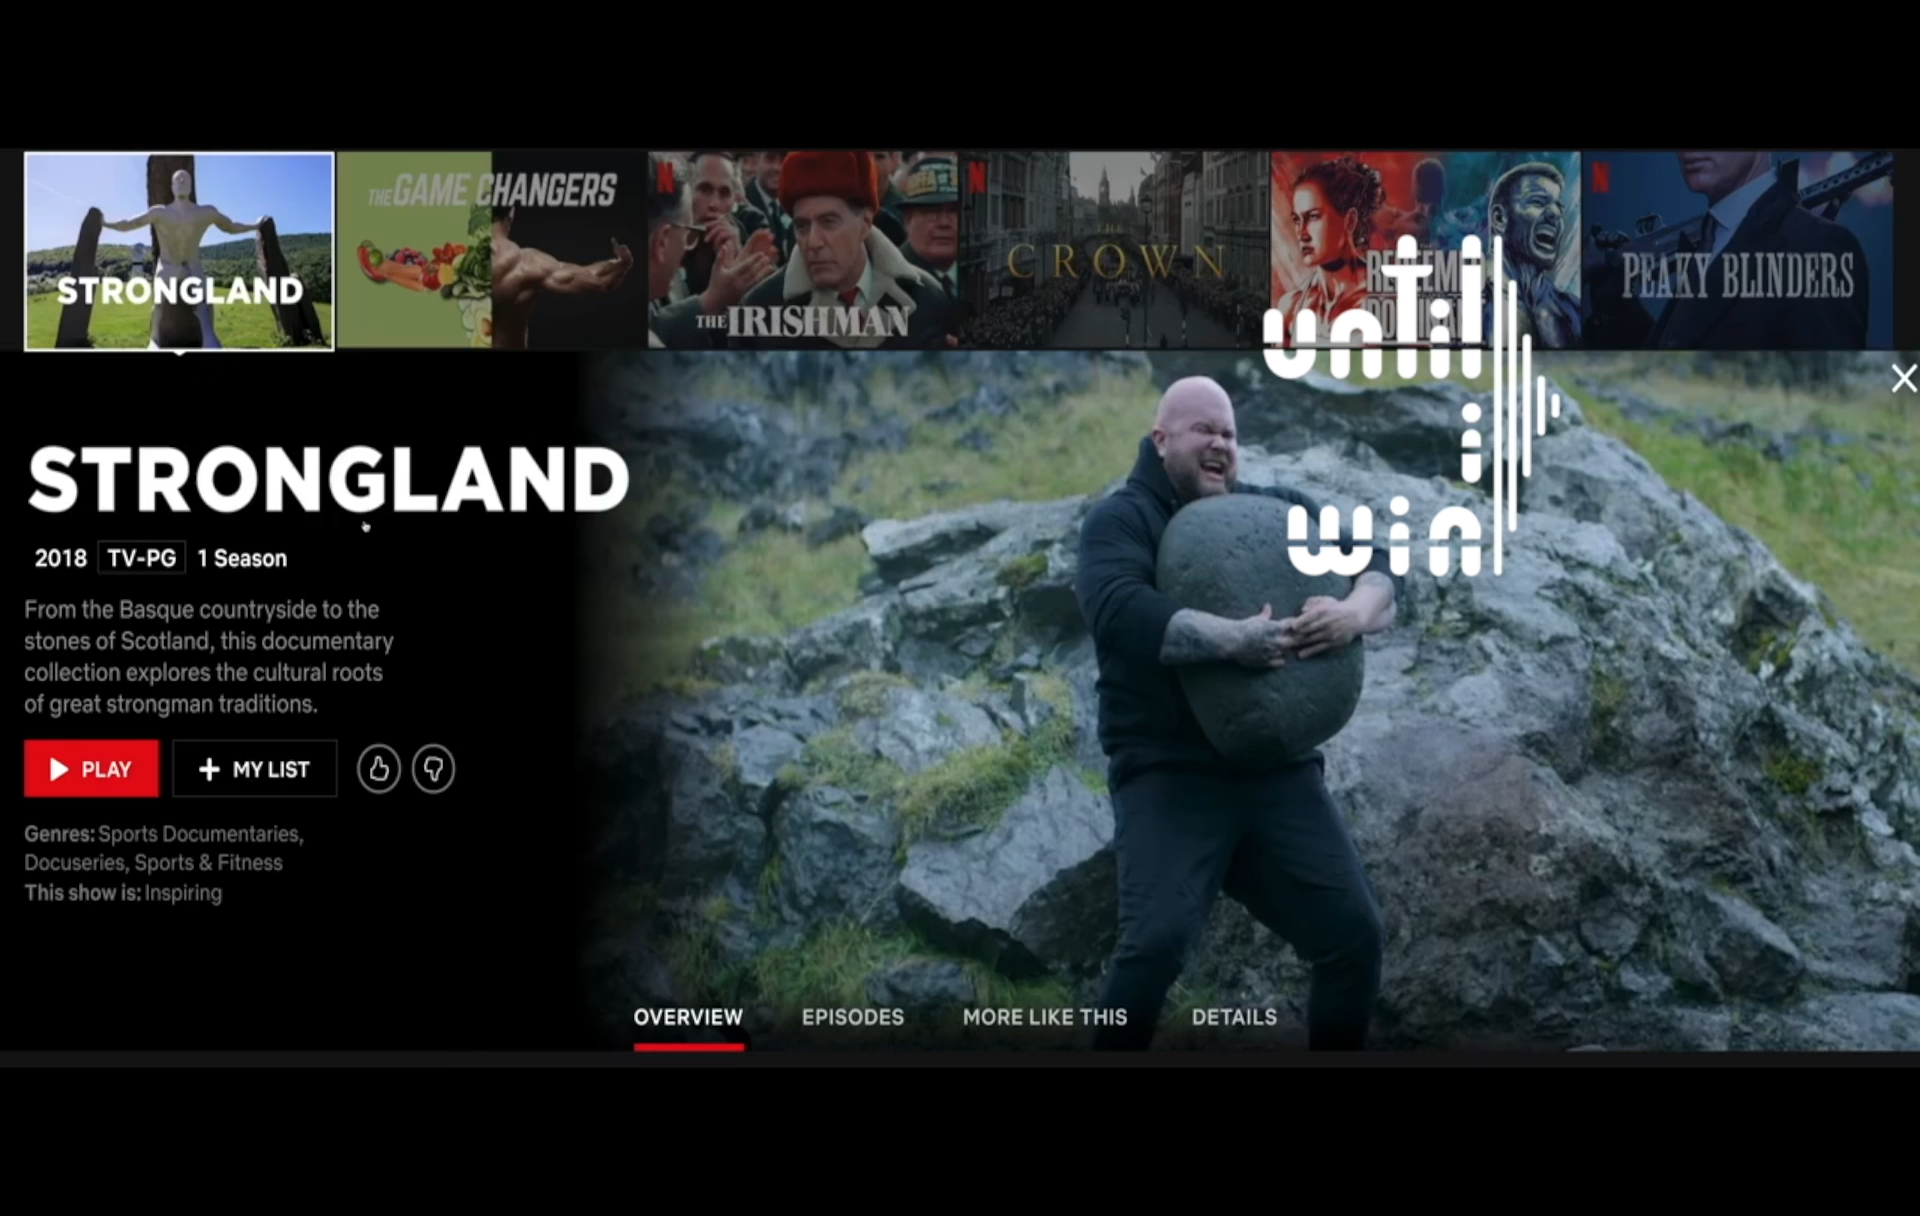 STRONGLAND
THE GAME CHANGERS
THE IRISHMAN
THE
CROWN
PEAKY BLINDERS
until
i
win
STRONGLAND
2018 TV-PG 1 Season
From the Basque countryside to the
stones of Scotland, this documentary
collection explores the cultural roots
of great strongman traditions.
PLAY
MY LIST
Genres: Sports Documentaries,
Docuseries, Sports & Fitness
This show is: Inspiring
OVERVIEW EPISODES MORE LIKE THIS DETAILS